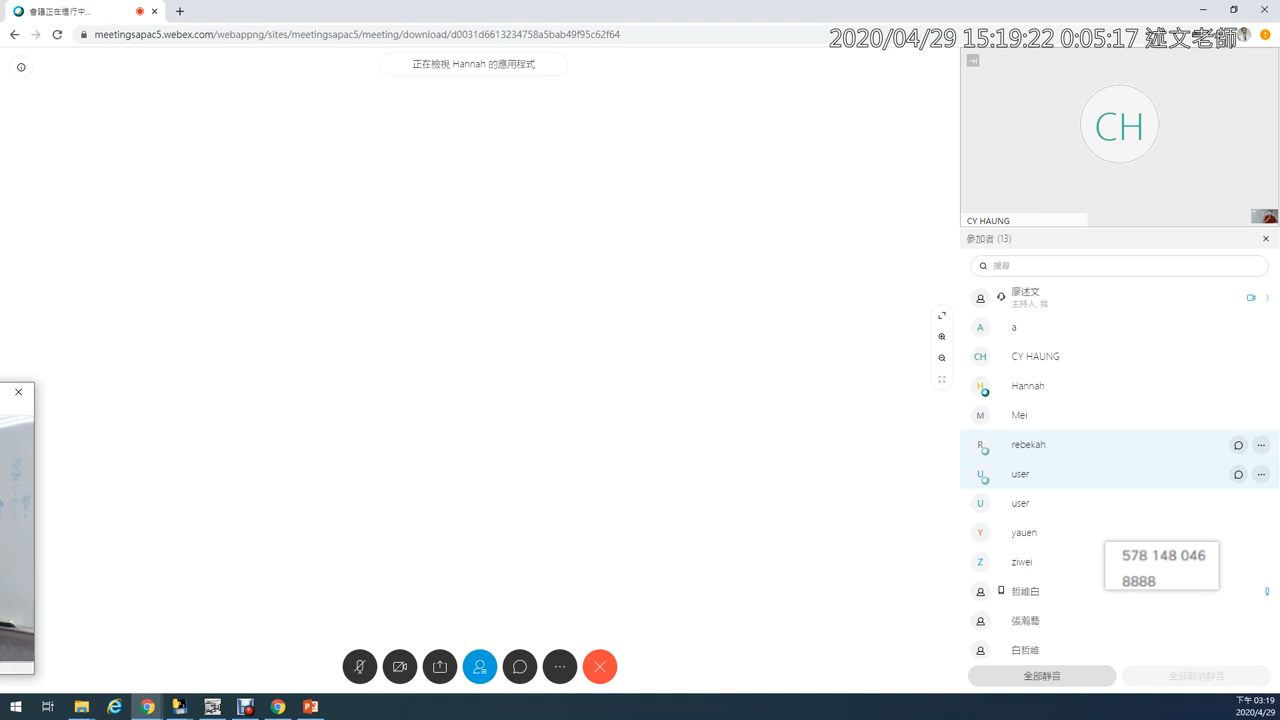 會議正在進行中...
meetingsapac5.webex.com/webappng/sites/meetingsapac5/meeting/download/d0031d6613234758a5bab49f95c62f64
2020/04/29 15:19:22 0:05:17 述文老師
正在檢視 Hannah 的應用程式
CH
CY HAUNG
參加者 (13)
搜尋
廖述文
主持人, 我
A a
CH CY HAUNG
H Hannah
M Mei
R rebekah
U user
U user
Y yauen
Z ziwei
578 148 046
8888
哲維白
張瀚藝
白哲維
全部靜音
全部取消靜音
下午 03:19
2020/4/29